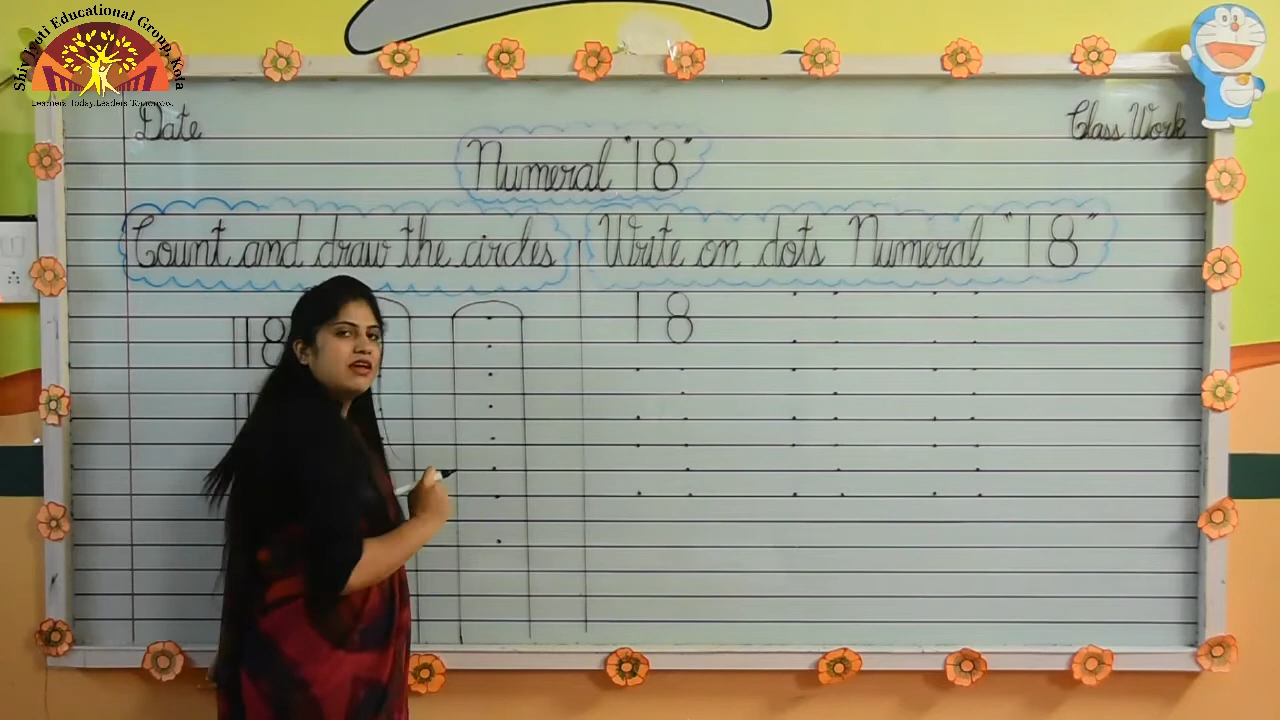 Shiv Jyoti Educational Group, Kota
Learners Today, Leaders Tomorrow.
Date
Class Work
Numeral "18"
Count and draw the circles
Write on dots Numeral "18"
18
18